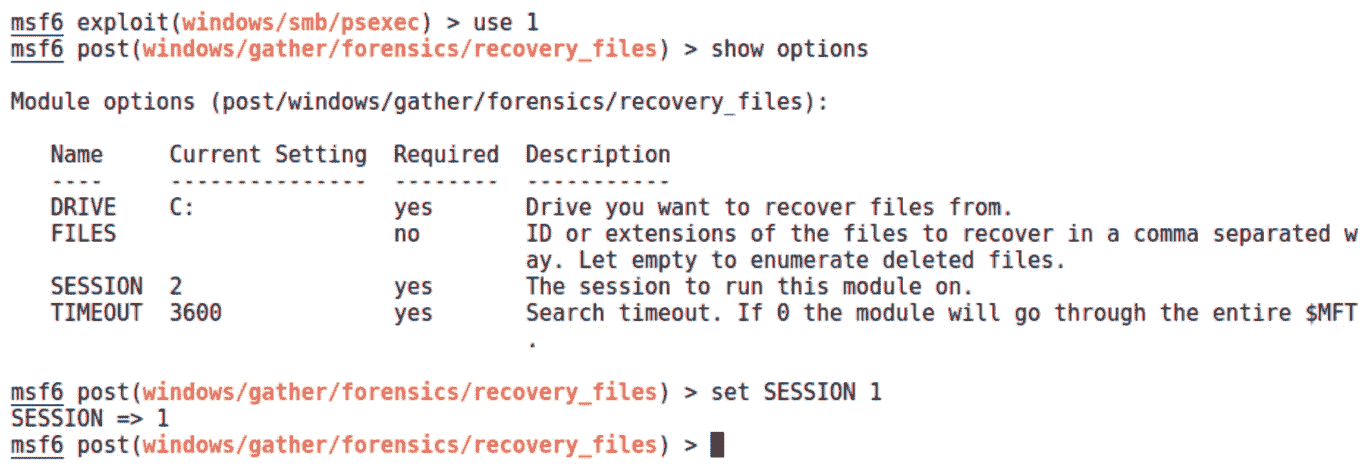 msf6 exploit(windows/smb/psexec) > use 1
msf6 post(windows/gather/forensics/recovery_files) > show options
Module options (post/windows/gather/forensics/recovery_files):
Name Current Setting Required Description
---- --------------- -------- -----------
DRIVE C: yes Drive you want to recover files from.
FILES no ID or extensions of the files to recover in a comma separated w
ay. Let empty to enumerate deleted files.
SESSION 2 yes The session to run this module on.
TIMEOUT 3600 yes Search timeout. If 0 the module will go through the entire $MFT
.
msf6 post(windows/gather/forensics/recovery_files) > set SESSION 1
SESSION => 1
msf6 post(windows/gather/forensics/recovery_files) >